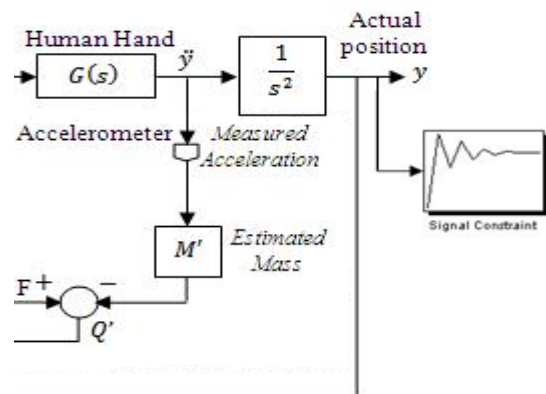 Actual
position
Human Hand
G(s)
ÿ
1
s²
y
Accelerometer
Measured
Acceleration
Signal Constraint
M'
Estimated
Mass
F +
−
Q'